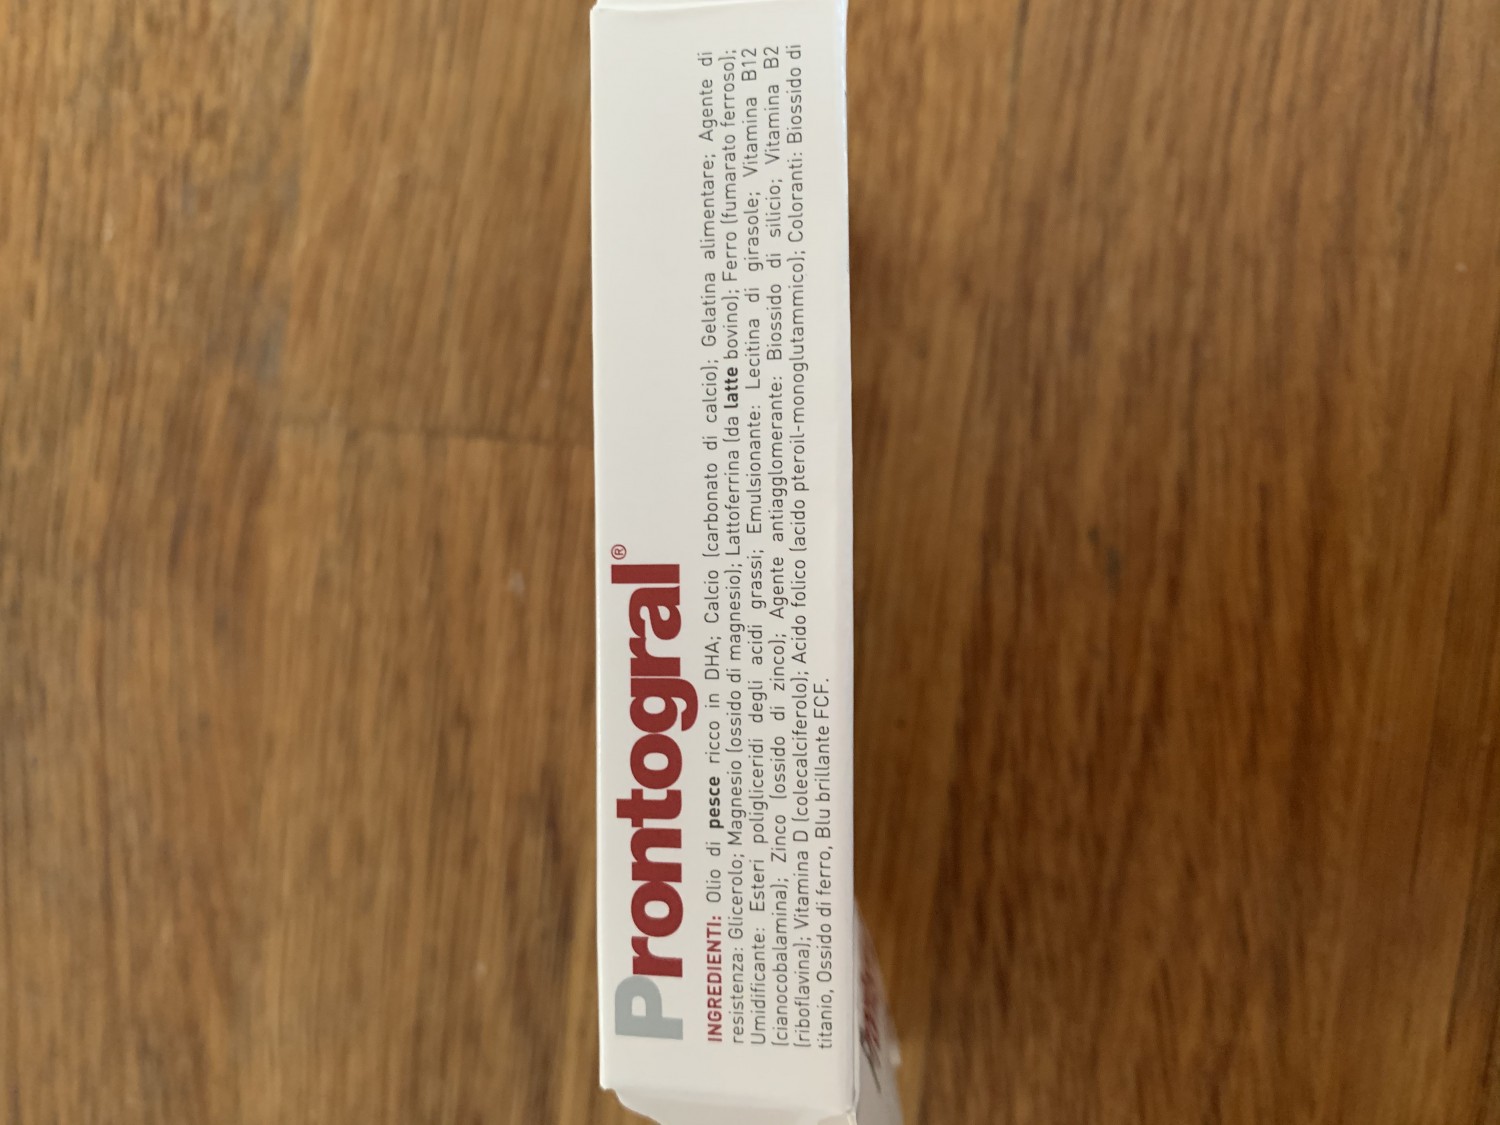 Prontogral®
INGREDIENTI: Olio di pesce ricco in DHA; Calcio (carbonato di calcio); Gelatina alimentare; Agente di
resistenza: Glicerolo; Magnesio (ossido di magnesio); Lattoferrina (da latte bovino); Ferro (fumarato ferroso);
Umidificante: Esteri poligliceridi degli acidi grassi; Emulsionante: Lecitina di girasole; Vitamina B12
(cianocobalamina); Zinco (ossido di zinco); Agente antiagglomerante: Biossido di silicio; Vitamina B2
(riboflavina); Vitamina D (colecalciferolo); Acido folico (acido pteroil-monoglutammico); Coloranti: Biossido di
titanio, Ossido di ferro, Blu brillante FCF.